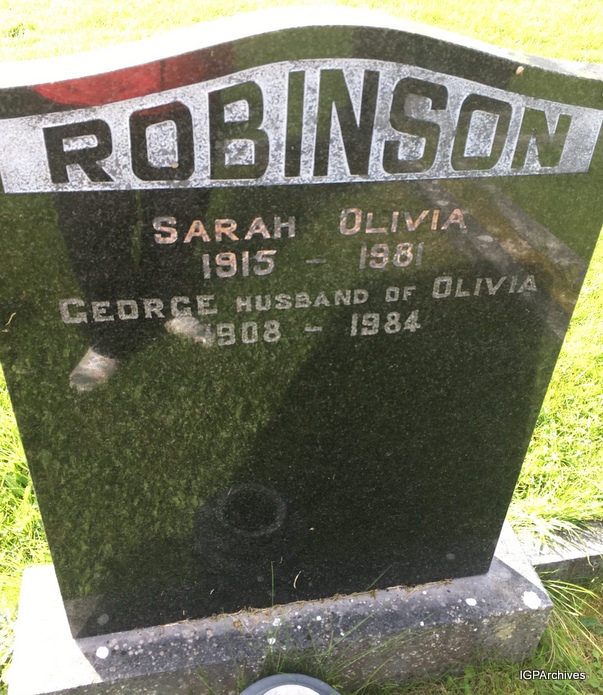 ROBINSON
SARAH OLIVIA
1915 – 1981
GEORGE HUSBAND OF OLIVIA
1908 – 1984
IGPArchives